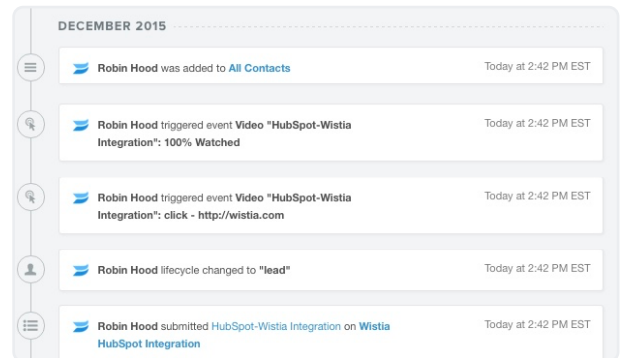 DECEMBER 2015
Robin Hood was added to All Contacts
Today at 2:42 PM EST
Robin Hood triggered event Video "HubSpot-Wistia
Integration": 100% Watched
Today at 2:42 PM EST
Robin Hood triggered event Video "HubSpot-Wistia
Integration": click - http://wistia.com
Today at 2:42 PM EST
Robin Hood lifecycle changed to "lead"
Today at 2:42 PM EST
Robin Hood submitted HubSpot-Wistia Integration on Wistia
HubSpot Integration
Today at 2:42 PM EST